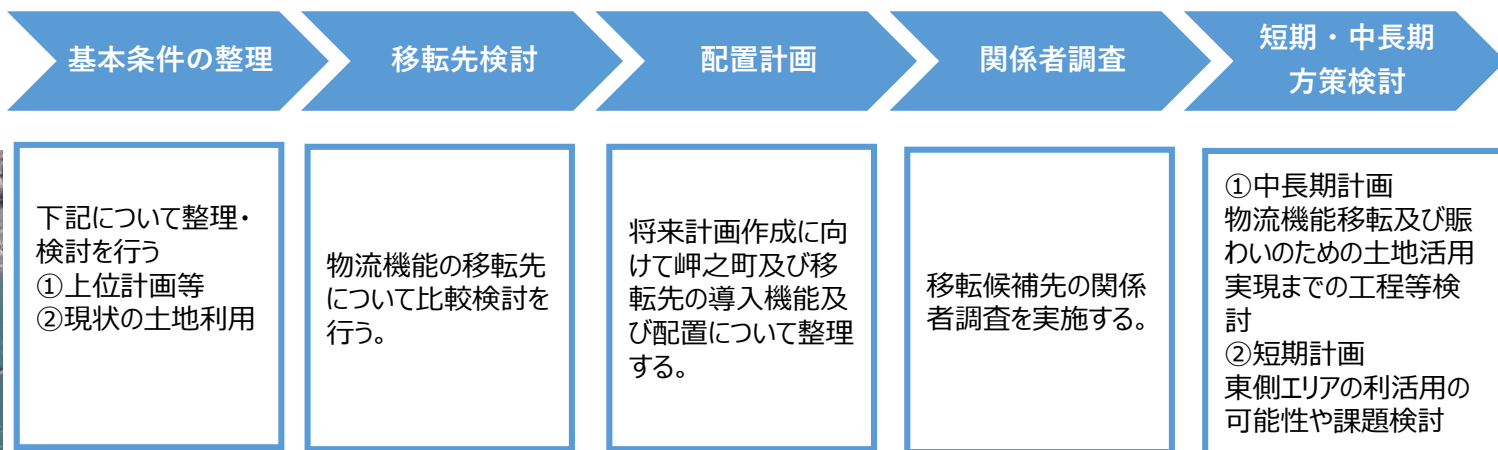 基本条件の整理
移転先検討
配置計画
関係者調査
短期・中長期
方策検討
下記について整理・
検討を行う
①上位計画等
②現状の土地利用
物流機能の移転先
について比較検討を
行う。
将来計画作成に向
けて岬之町及び移
転先の導入機能及
び配置について整理
する。
移転候補先の関係
者調査を実施する。
①中長期計画
物流機能移転及び賑
わいのための土地活用
実現までの工程等検
討
②短期計画
東側エリアの利活用の
可能性や課題検討